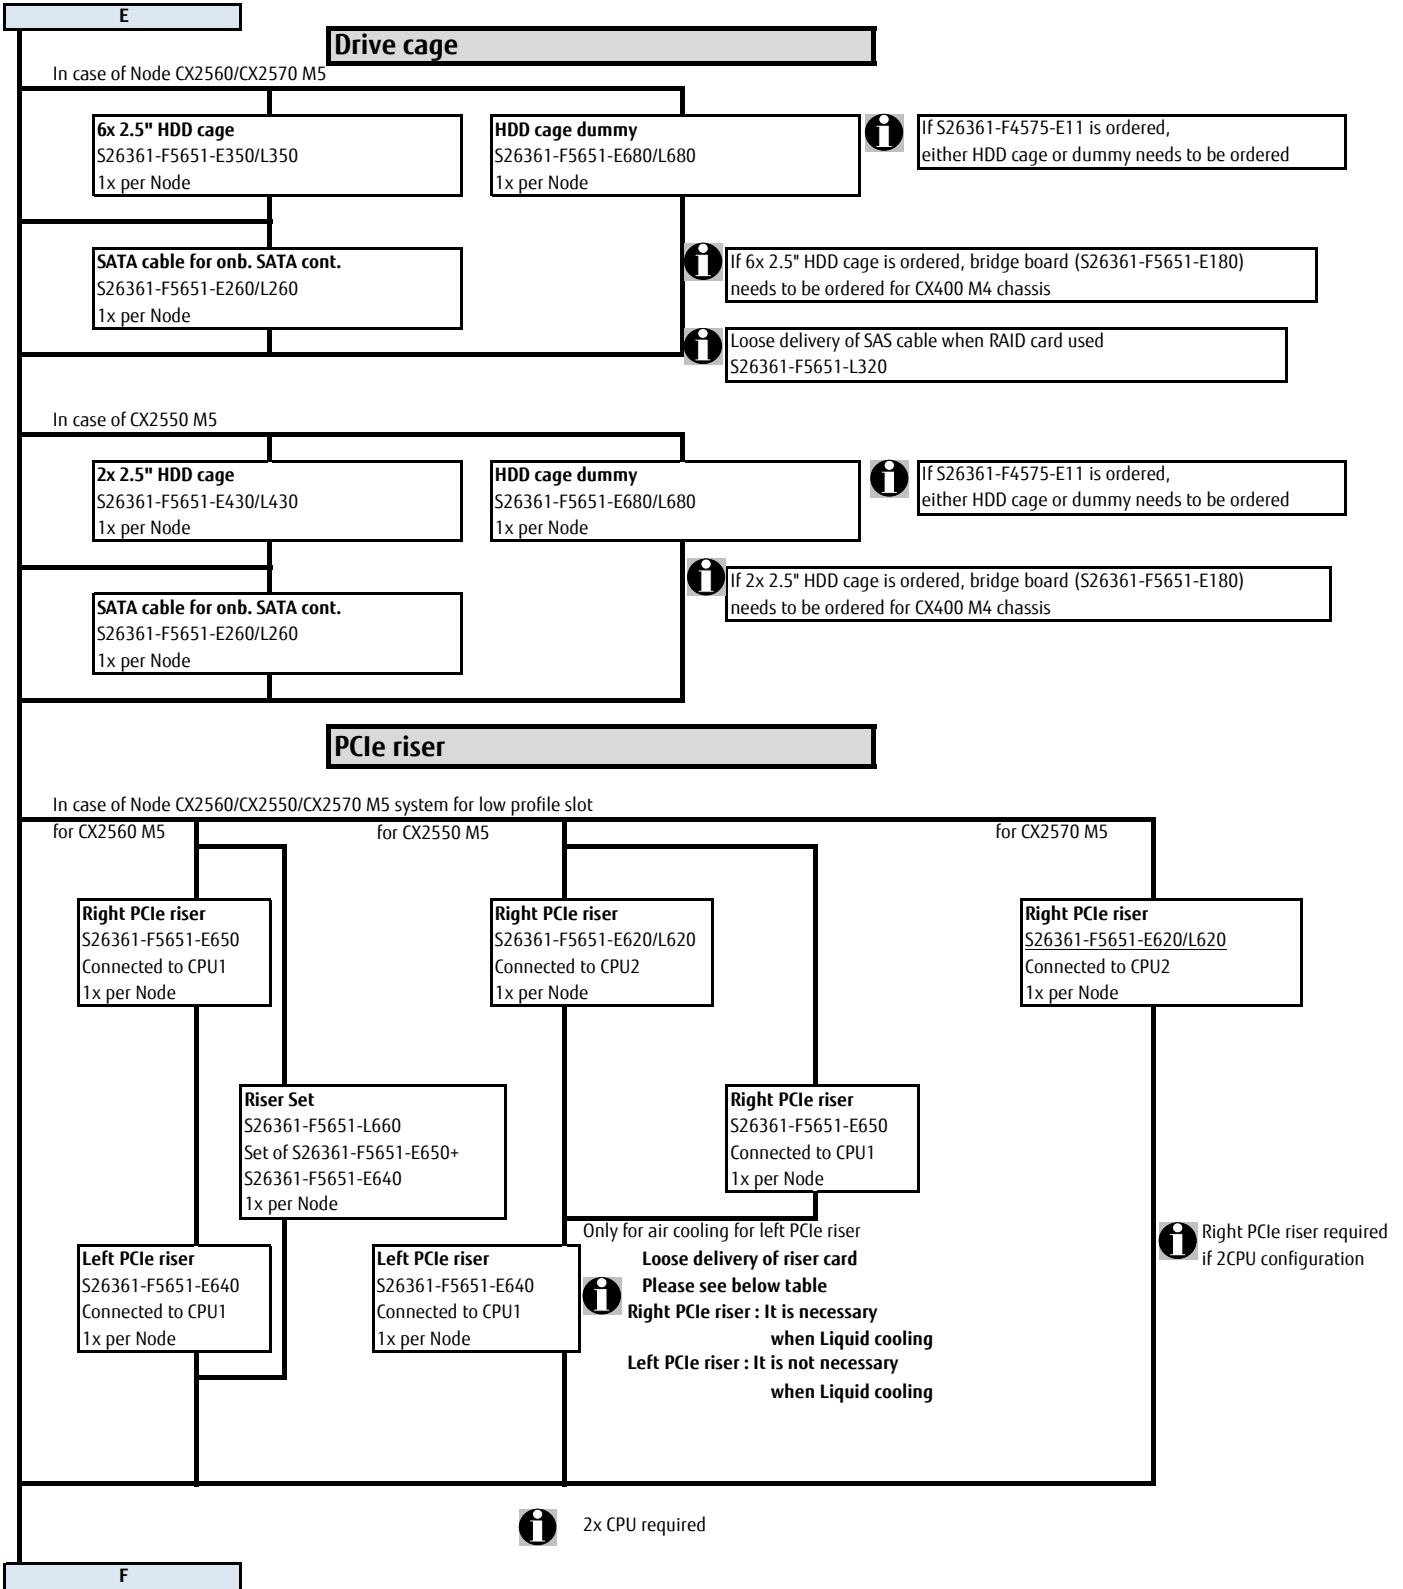 E
Drive cage
In case of Node CX2560/CX2570 M5
6x 2.5" HDD cage
S26361-F5651-E350/L350
1x per Node
HDD cage dummy
S26361-F5651-E680/L680
1x per Node
If S26361-F4575-E11 is ordered,
either HDD cage or dummy needs to be ordered
SATA cable for onb. SATA cont.
S26361-F5651-E260/L260
1x per Node
If 6x 2.5" HDD cage is ordered, bridge board (S26361-F5651-E180)
needs to be ordered for CX400 M4 chassis
Loose delivery of SAS cable when RAID card used
S26361-F5651-L320
In case of CX2550 M5
2x 2.5" HDD cage
S26361-F5651-E430/L430
1x per Node
HDD cage dummy
S26361-F5651-E680/L680
1x per Node
If S26361-F4575-E11 is ordered,
either HDD cage or dummy needs to be ordered
If 2x 2.5" HDD cage is ordered, bridge board (S26361-F5651-E180)
needs to be ordered for CX400 M4 chassis
SATA cable for onb. SATA cont.
S26361-F5651-E260/L260
1x per Node
PCIe riser
In case of Node CX2560/CX2550/CX2570 M5 system for low profile slot
for CX2560 M5
for CX2550 M5
for CX2570 M5
Right PCIe riser
S26361-F5651-E650
Connected to CPU1
1x per Node
Right PCIe riser
S26361-F5651-E620/L620
Connected to CPU2
1x per Node
Right PCIe riser
S26361-F5651-E620/L620
Connected to CPU2
1x per Node
Riser Set
S26361-F5651-L660
Set of S26361-F5651-E650+
S26361-F5651-E640
1x per Node
Right PCIe riser
S26361-F5651-E650
Connected to CPU1
1x per Node
Left PCIe riser
S26361-F5651-E640
Connected to CPU1
1x per Node
Left PCIe riser
S26361-F5651-E640
Connected to CPU1
1x per Node
Only for air cooling for left PCIe riser
Loose delivery of riser card
Please see below table
Right PCIe riser : It is necessary
when Liquid cooling
Left PCIe riser : It is not necessary
when Liquid cooling
Right PCIe riser required
if 2CPU configuration
2x CPU required
F